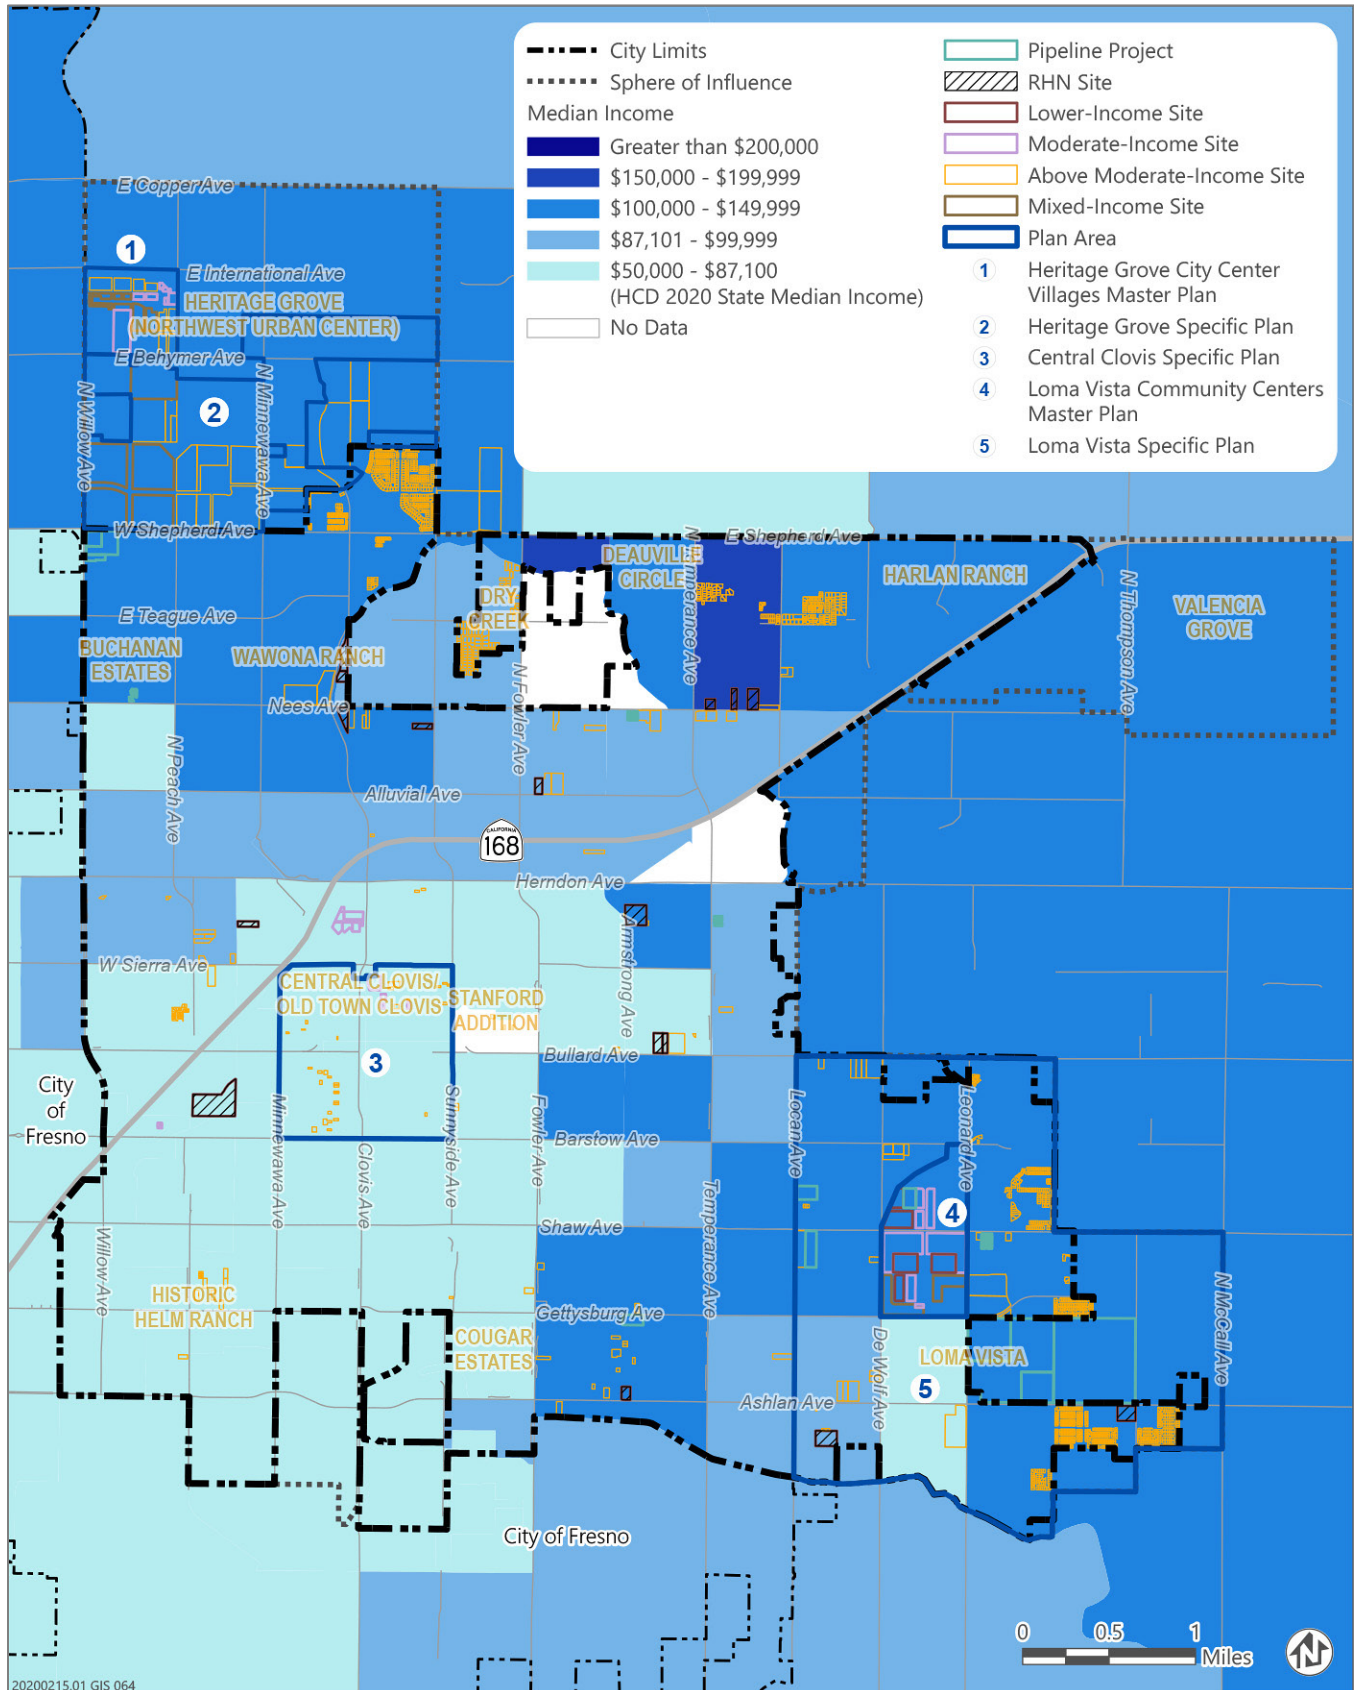 City Limits
Sphere of Influence
Median Income
Greater than $200,000
$150,000 - $199,999
$100,000 - $149,999
$87,101 - $99,999
$50,000 - $87,100
(HCD 2020 State Median Income)
No Data
Pipeline Project
RHN Site
Lower-Income Site
Moderate-Income Site
Above Moderate-Income Site
Mixed-Income Site
Plan Area
1 Heritage Grove City Center
Villages Master Plan
2 Heritage Grove Specific Plan
3 Central Clovis Specific Plan
4 Loma Vista Community Centers
Master Plan
5 Loma Vista Specific Plan
E Copper Ave
1
E International Ave
HERITAGE GROVE
(NORTHWEST URBAN CENTER)
E Behymer Ave
N Willow Ave
2
N Minnewawa Ave
W Shepherd Ave
E Shepherd Ave
DEAUVILLE
CIRCLE
N Temperance Ave
HARLAN RANCH
N Thompson Ave
VALENCIA
GROVE
DRY
CREEK
E Teague Ave
BUCHANAN
ESTATES
WAWONA RANCH
N Fowler Ave
Nees Ave
N Peach Ave
Alluvial Ave
CALIFORNIA
168
Herndon Ave
Armstrong Ave
W Sierra Ave
CENTRAL CLOVIS/
OLD TOWN CLOVIS
STANFORD
ADDITION
3
Bullard Ave
City
of
Fresno
Minnewawa Ave
Clovis Ave
Sunnyside Ave
Fowler Ave
Barstow Ave
Locan Ave
Leonard Ave
4
Shaw Ave
Temperance Ave
Willow Ave
HISTORIC
HELM RANCH
Gettysburg Ave
COUGAR
ESTATES
De Wolf Ave
LOMA VISTA
5
N McCall Ave
Ashlan Ave
City of Fresno
0 0.5 1
Miles
N
20200215.01 GIS 064